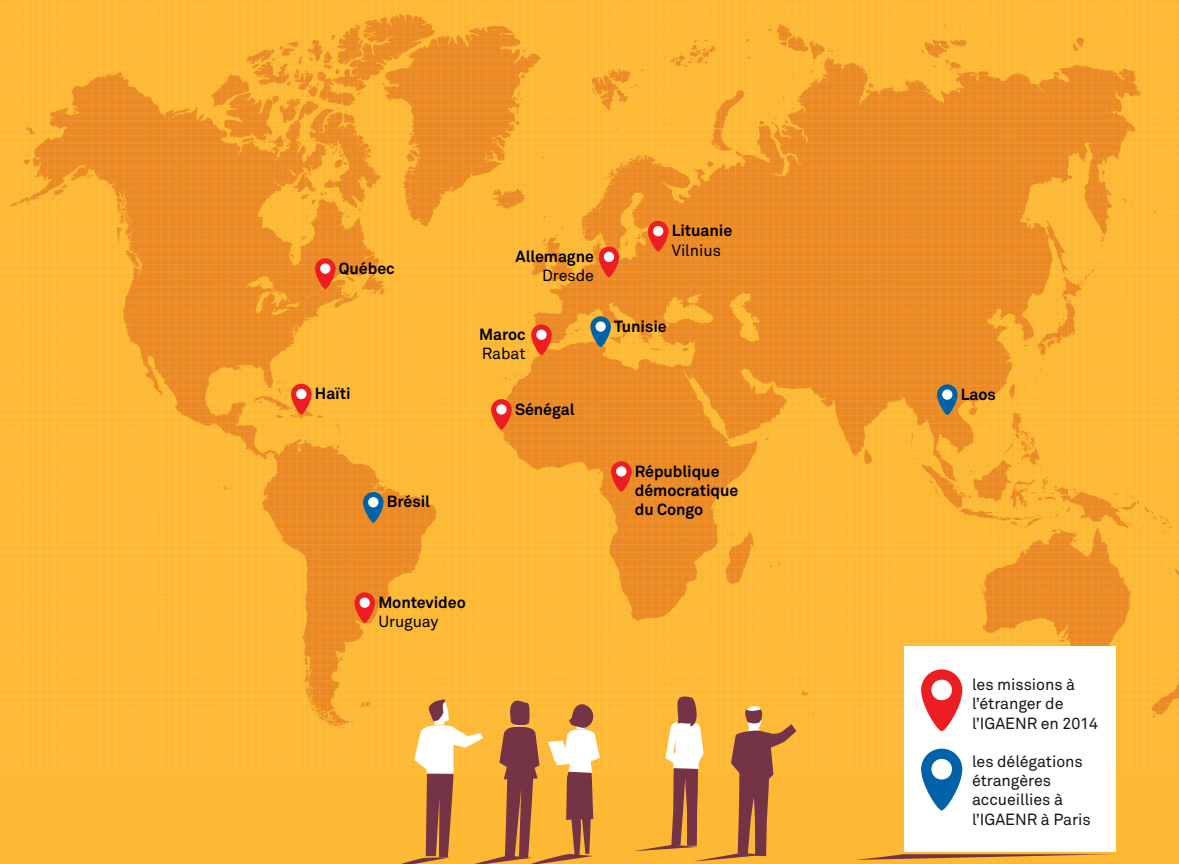 Lituanie
Vilnius
Allemagne
Dresde
Québec
Tunisie
Maroc
Rabat
Haïti
Laos
Sénégal
République
démocratique
du Congo
Brésil
Montevideo
Uruguay
les missions à
l'étranger de
l'IGAENR en 2014
les délégations
étrangères
accueillies à
l'IGAENR à Paris